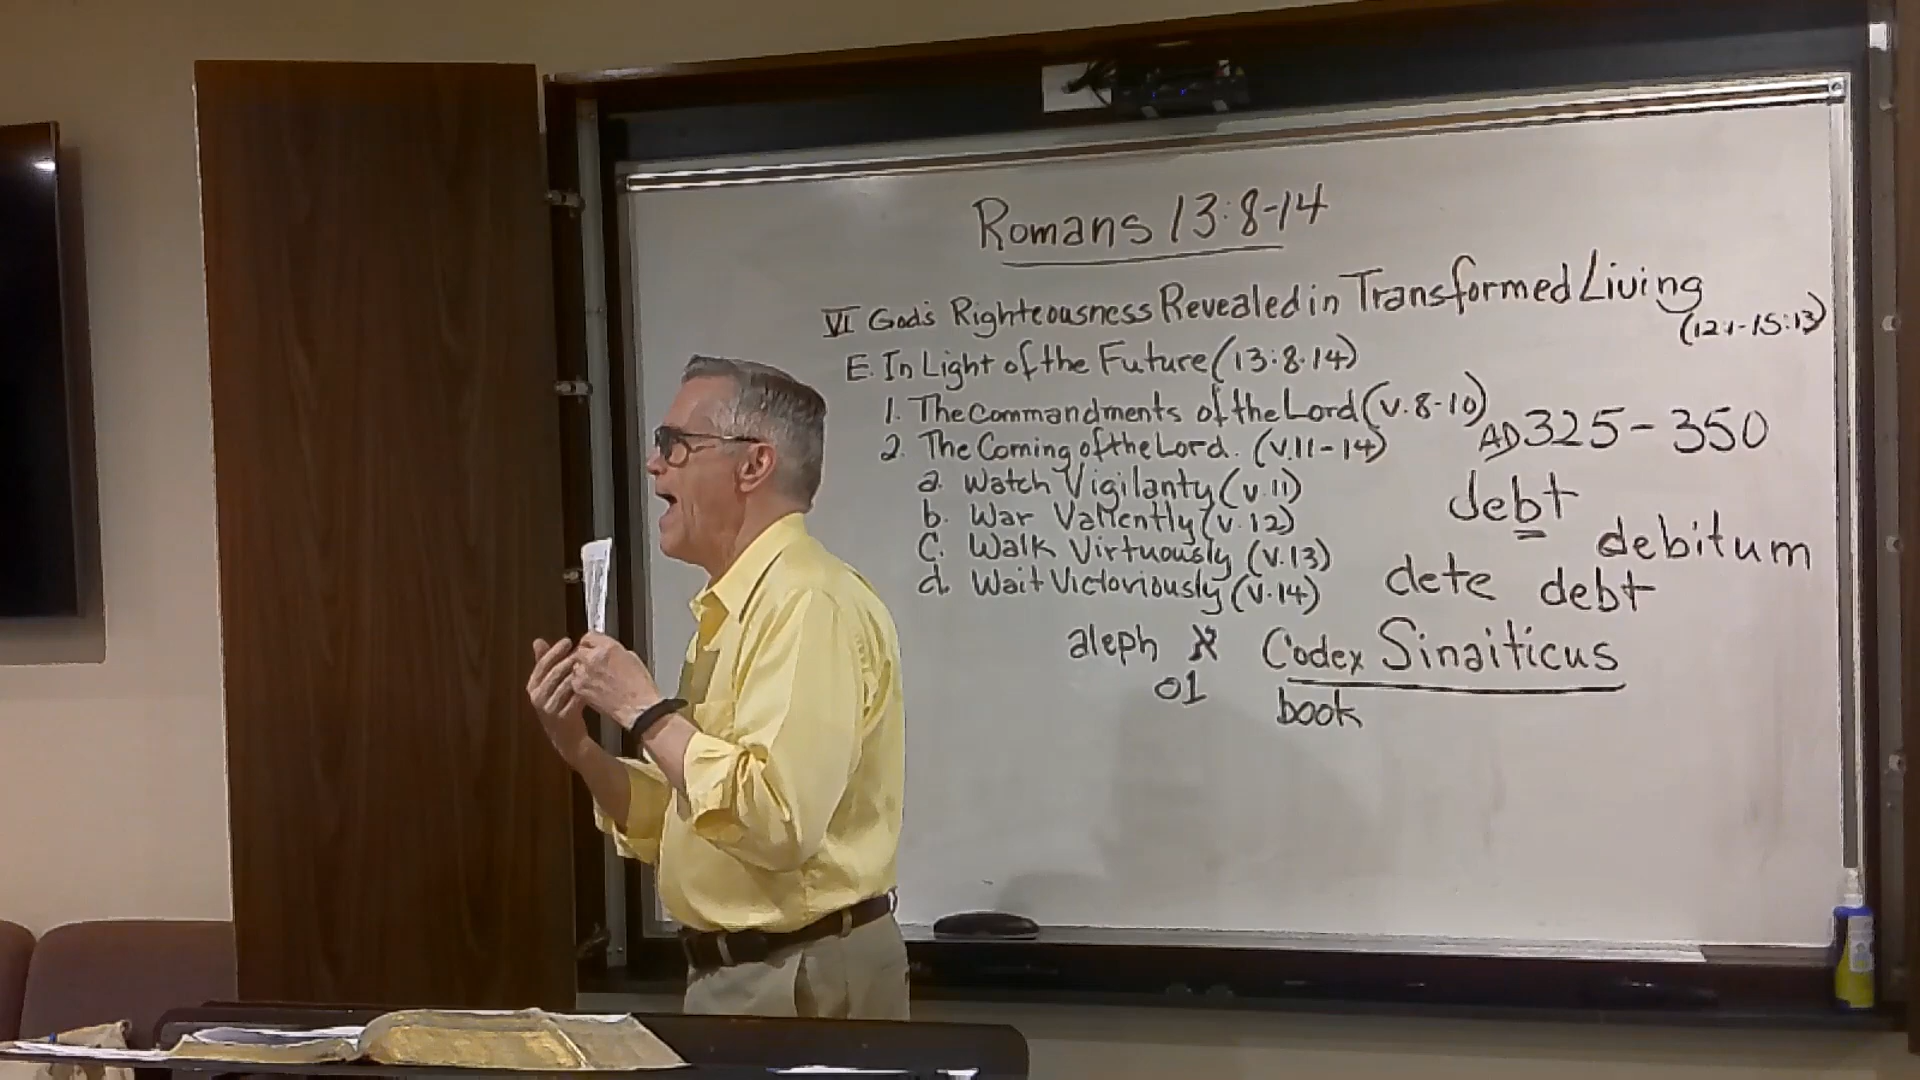 Romans 13:8-14
VI God's Righteousness Revealed in Transformed Living
(12:1-15:13)
E. In Light of the Future (13:8-14)
1. The Commandments of the Lord (v.8-10)
2. The Coming of the Lord. (v.11-14)
a. Watch Vigilanty (v.11)
b. War Valiently (v.12)
c. Walk Virtuously (v.13)
d. Wait Victoriously (v.14)
AD 325-350
debt
debitum
dete debt
aleph א Codex Sinaiticus
01 book